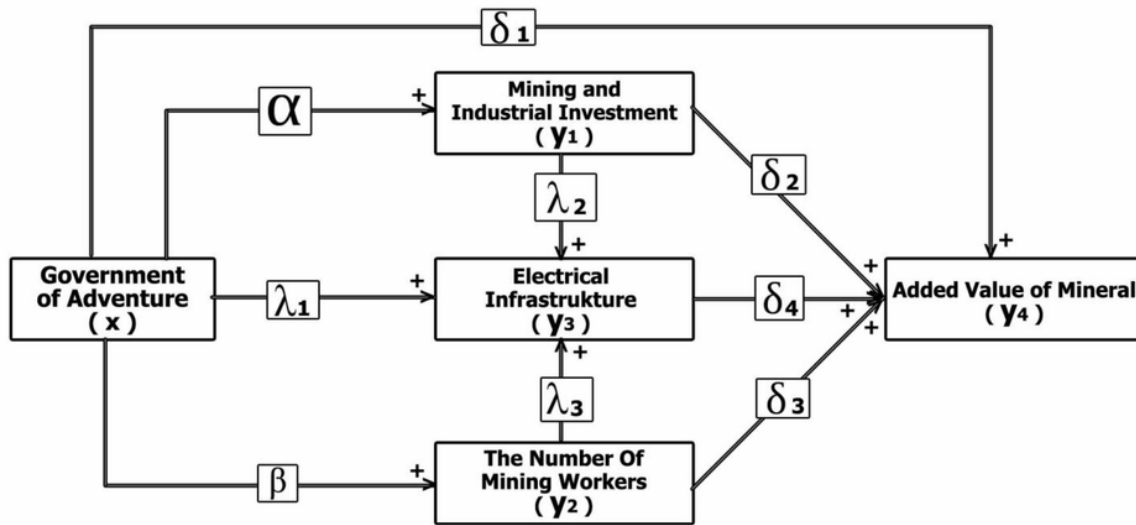 δ1
Mining and
Industrial Investment
(y1)
α
+
δ2
λ2
+
+
Government
of Adventure
(x)
λ1
+
Electrical
Infrastrukture
(y3)
δ4
+
+
+
Added Value of Mineral
(y4)
+
λ3
δ3
β
+
The Number Of
Mining Workers
(y2)